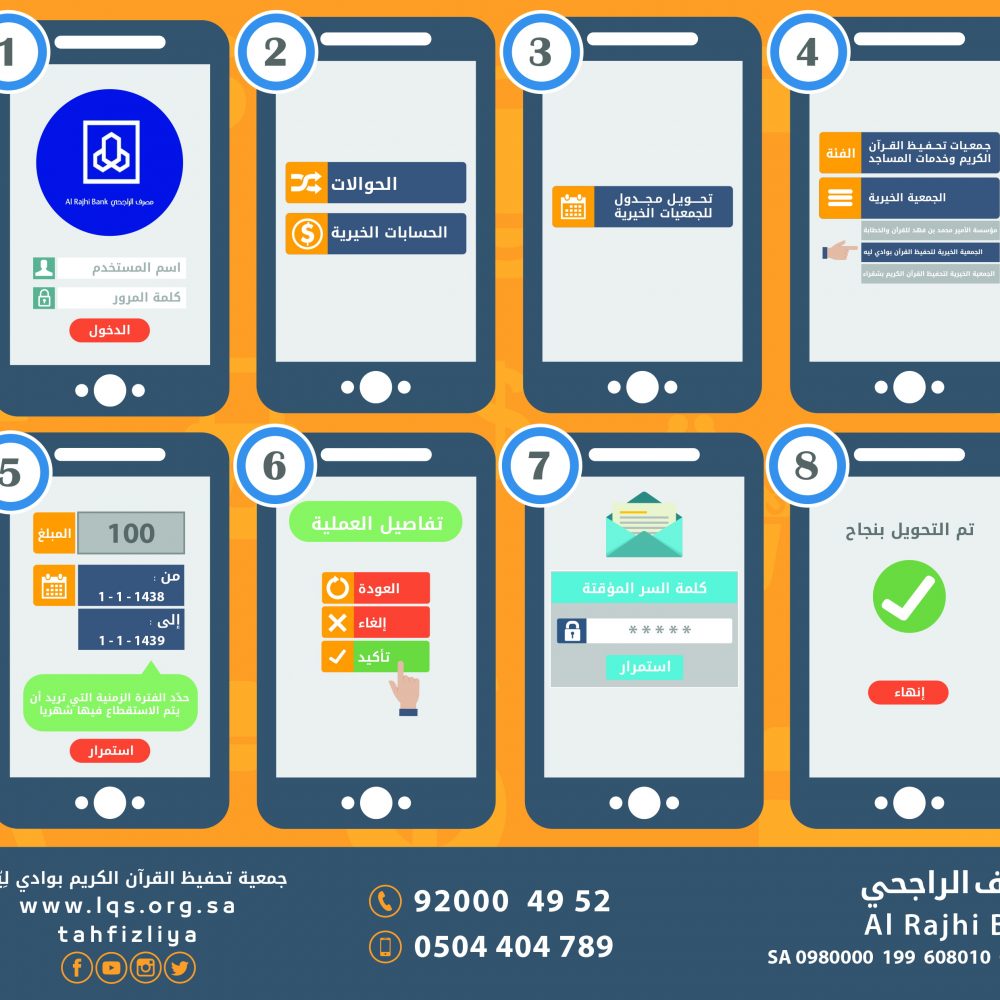 1
مصرف الراجحي Al Rajhi Bank
اسم المستخدم
كلمة المرور
الدخول
2
الحوالات
الحسابات الخيرية
3
تحويل مجدول
للجمعيات الخيرية
4
الفئة
جمعيات تحفيظ القرآن
الكريم وخدمات المساجد
الجمعية الخيرية
مؤسسة الأمير محمد بن فهد للقرآن والخطابة
الجمعية الخيرية لتحفيظ القرآن بوادي ليه
الجمعية الخيرية لتحفيظ القرآن الكريم بشقراء
5
المبلغ
100
من :
1 - 1 - 1438
إلى :
1 - 1 - 1439
حدّد الفترة الزمنية التي تريد أن
يتم الاستقطاع فيها شهريا
استمرار
6
تفاصيل العملية
العودة
إلغاء
تأكيد
7
كلمة السر المؤقتة
*****
استمرار
8
تم التحويل بنجاح
إنهاء
جمعية تحفيظ القرآن الكريم بوادي
www.lqs.org.sa
tahfizliya
92000 49 52
0504 404 789
الراجحي
Al Rajhi
SA 0980000 199 608010